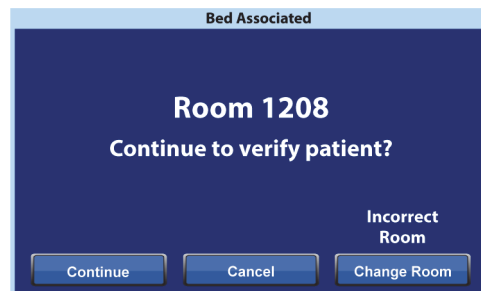 Bed Associated
Room 1208
Continue to verify patient?
Incorrect
Room
Continue
Cancel
Change Room